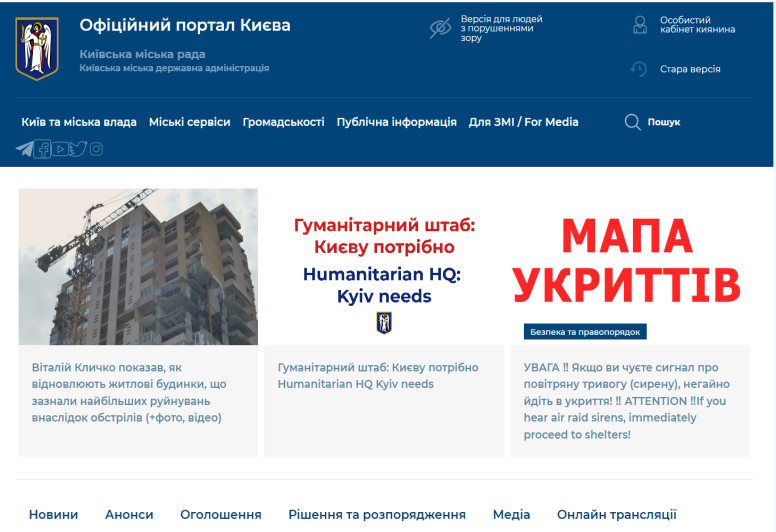 Офіційний портал Києва
Київська міська рада
Київська міська державна адміністрація
Версія для людей
з порушеннями
зору
Особистий
кабінет киянина
Стара версія
Київ та міська влада Міські сервіси Громадськості Публічна інформація Для ЗМІ / For Media Пошук
Гуманітарний штаб:
Києву потрібно
Humanitarian HQ:
Kyiv needs
МАПА
УКРИТТІВ
Безпека та правопорядок
Віталій Кличко показав, як
відновлюють житлові будинки, що
зазнали найбільших руйнувань
внаслідок обстрілів (+фото, відео)
Гуманітарний штаб: Києву потрібно
Humanitarian HQ Kyiv needs
УВАГА ‼ Якщо ви чуєте сигнал про
повітряну тривогу (сирену), негайно
йдіть в укриття! ‼ ATTENTION ‼If you
hear air raid sirens, immediately
proceed to shelters!
Новини Анонси Оголошення Рішення та розпорядження Медіа Онлайн трансляції